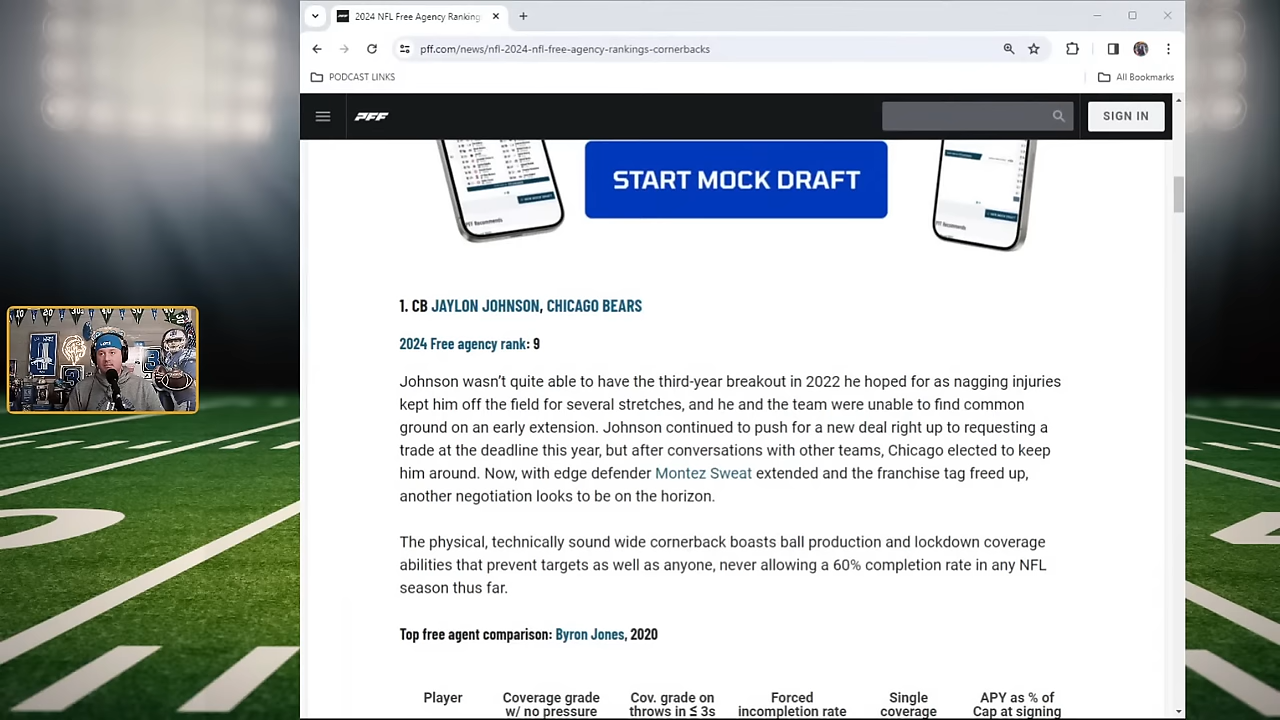 2024 NFL Free Agency Ranking
pff.com/news/nfl-2024-nfl-free-agency-rankings-cornerbacks
PODCAST LINKS
All Bookmarks
PFF
SIGN IN
START MOCK DRAFT
1. CB JAYLON JOHNSON, CHICAGO BEARS
2024 Free agency rank: 9
Johnson wasn't quite able to have the third-year breakout in 2022 he hoped for as nagging injuries
kept him off the field for several stretches, and he and the team were unable to find common
ground on an early extension. Johnson continued to push for a new deal right up to requesting a
trade at the deadline this year, but after conversations with other teams, Chicago elected to keep
him around. Now, with edge defender Montez Sweat extended and the franchise tag freed up,
another negotiation looks to be on the horizon.
The physical, technically sound wide cornerback boasts ball production and lockdown coverage
abilities that prevent targets as well as anyone, never allowing a 60% completion rate in any NFL
season thus far.
Top free agent comparison: Byron Jones, 2020
Player Coverage grade Cov. grade on Forced Single APY as % of
w/ no pressure throws in ≤ 3s incompletion rate coverage Cap at signing